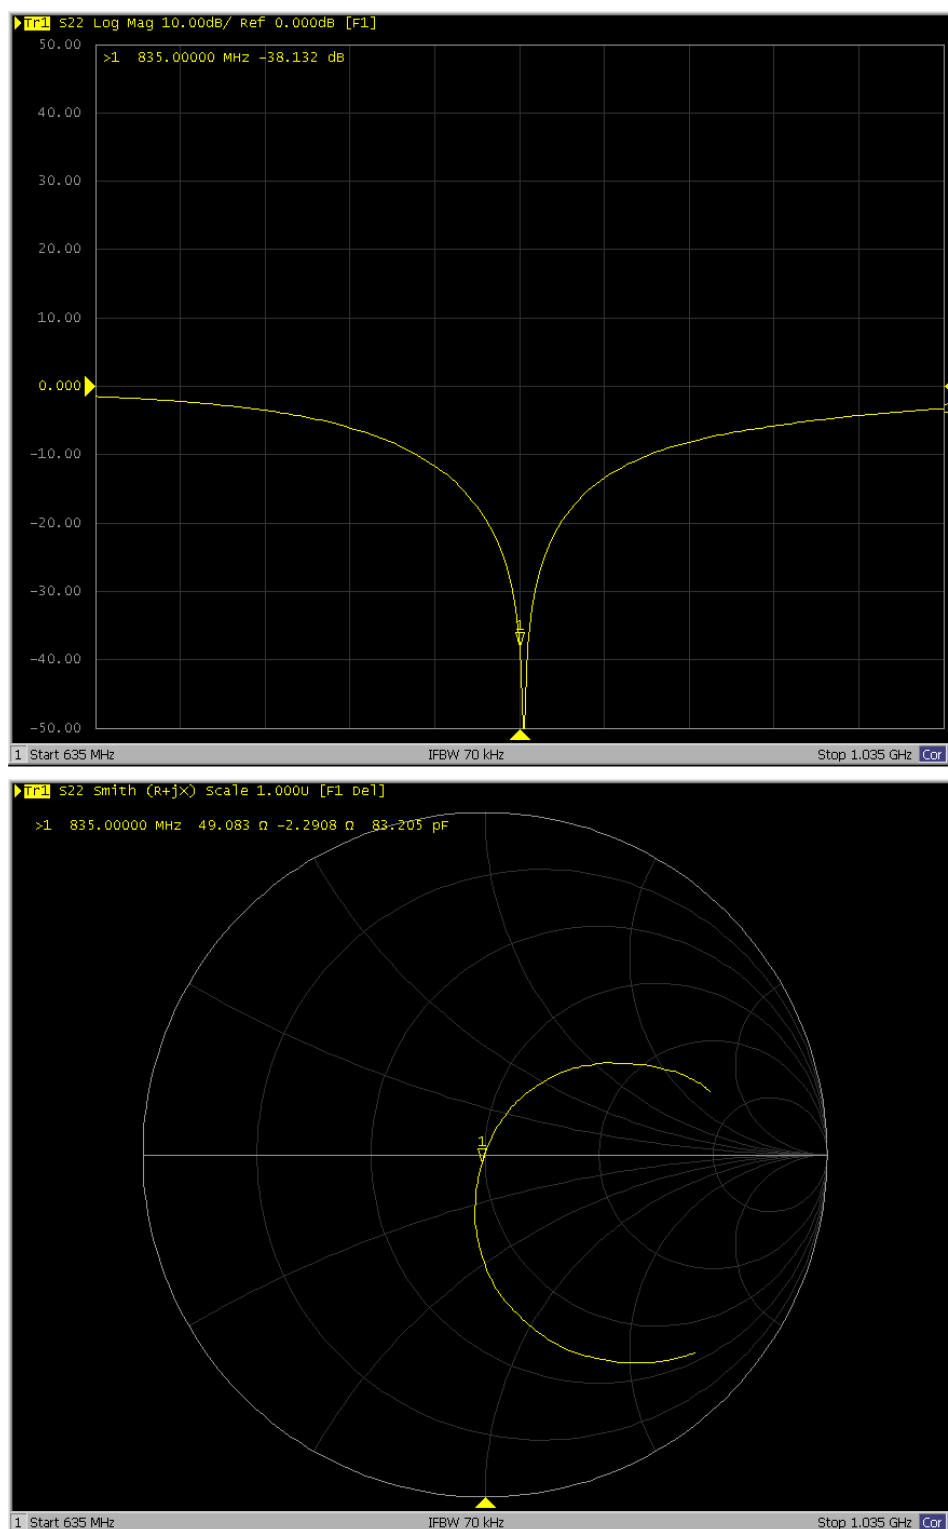 Tr1 S22 Log Mag 10.00dB/ Ref 0.000dB [F1]
50.00
>1 835.00000 MHz -38.132 dB
40.00
30.00
20.00
10.00
0.000
-10.00
-20.00
-30.00
1
-40.00
-50.00
1 Start 635 MHz IFBW 70 kHz Stop 1.035 GHz Cor
Tr1 S22 Smith (R+jX) Scale 1.000U [F1 Del]
>1 835.00000 MHz 49.083 Ω -2.2908 Ω 83.205 pF
1
1 Start 635 MHz IFBW 70 kHz Stop 1.035 GHz Cor